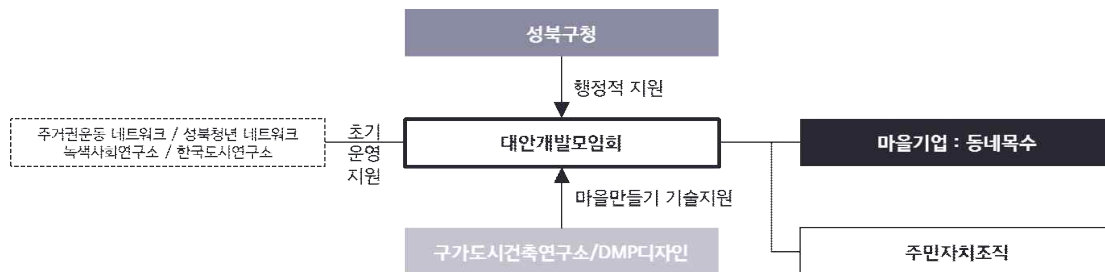 성북구청
행정적 지원
주거권운동 네트워크 / 성북청년 네트워크
녹색사회연구소 / 한국도시연구소
초기
운영
지원
대안개발모임회
마을기업 : 동네목수
마을만들기 기술지원
구가도시건축연구소/DMP디자인
주민자치조직